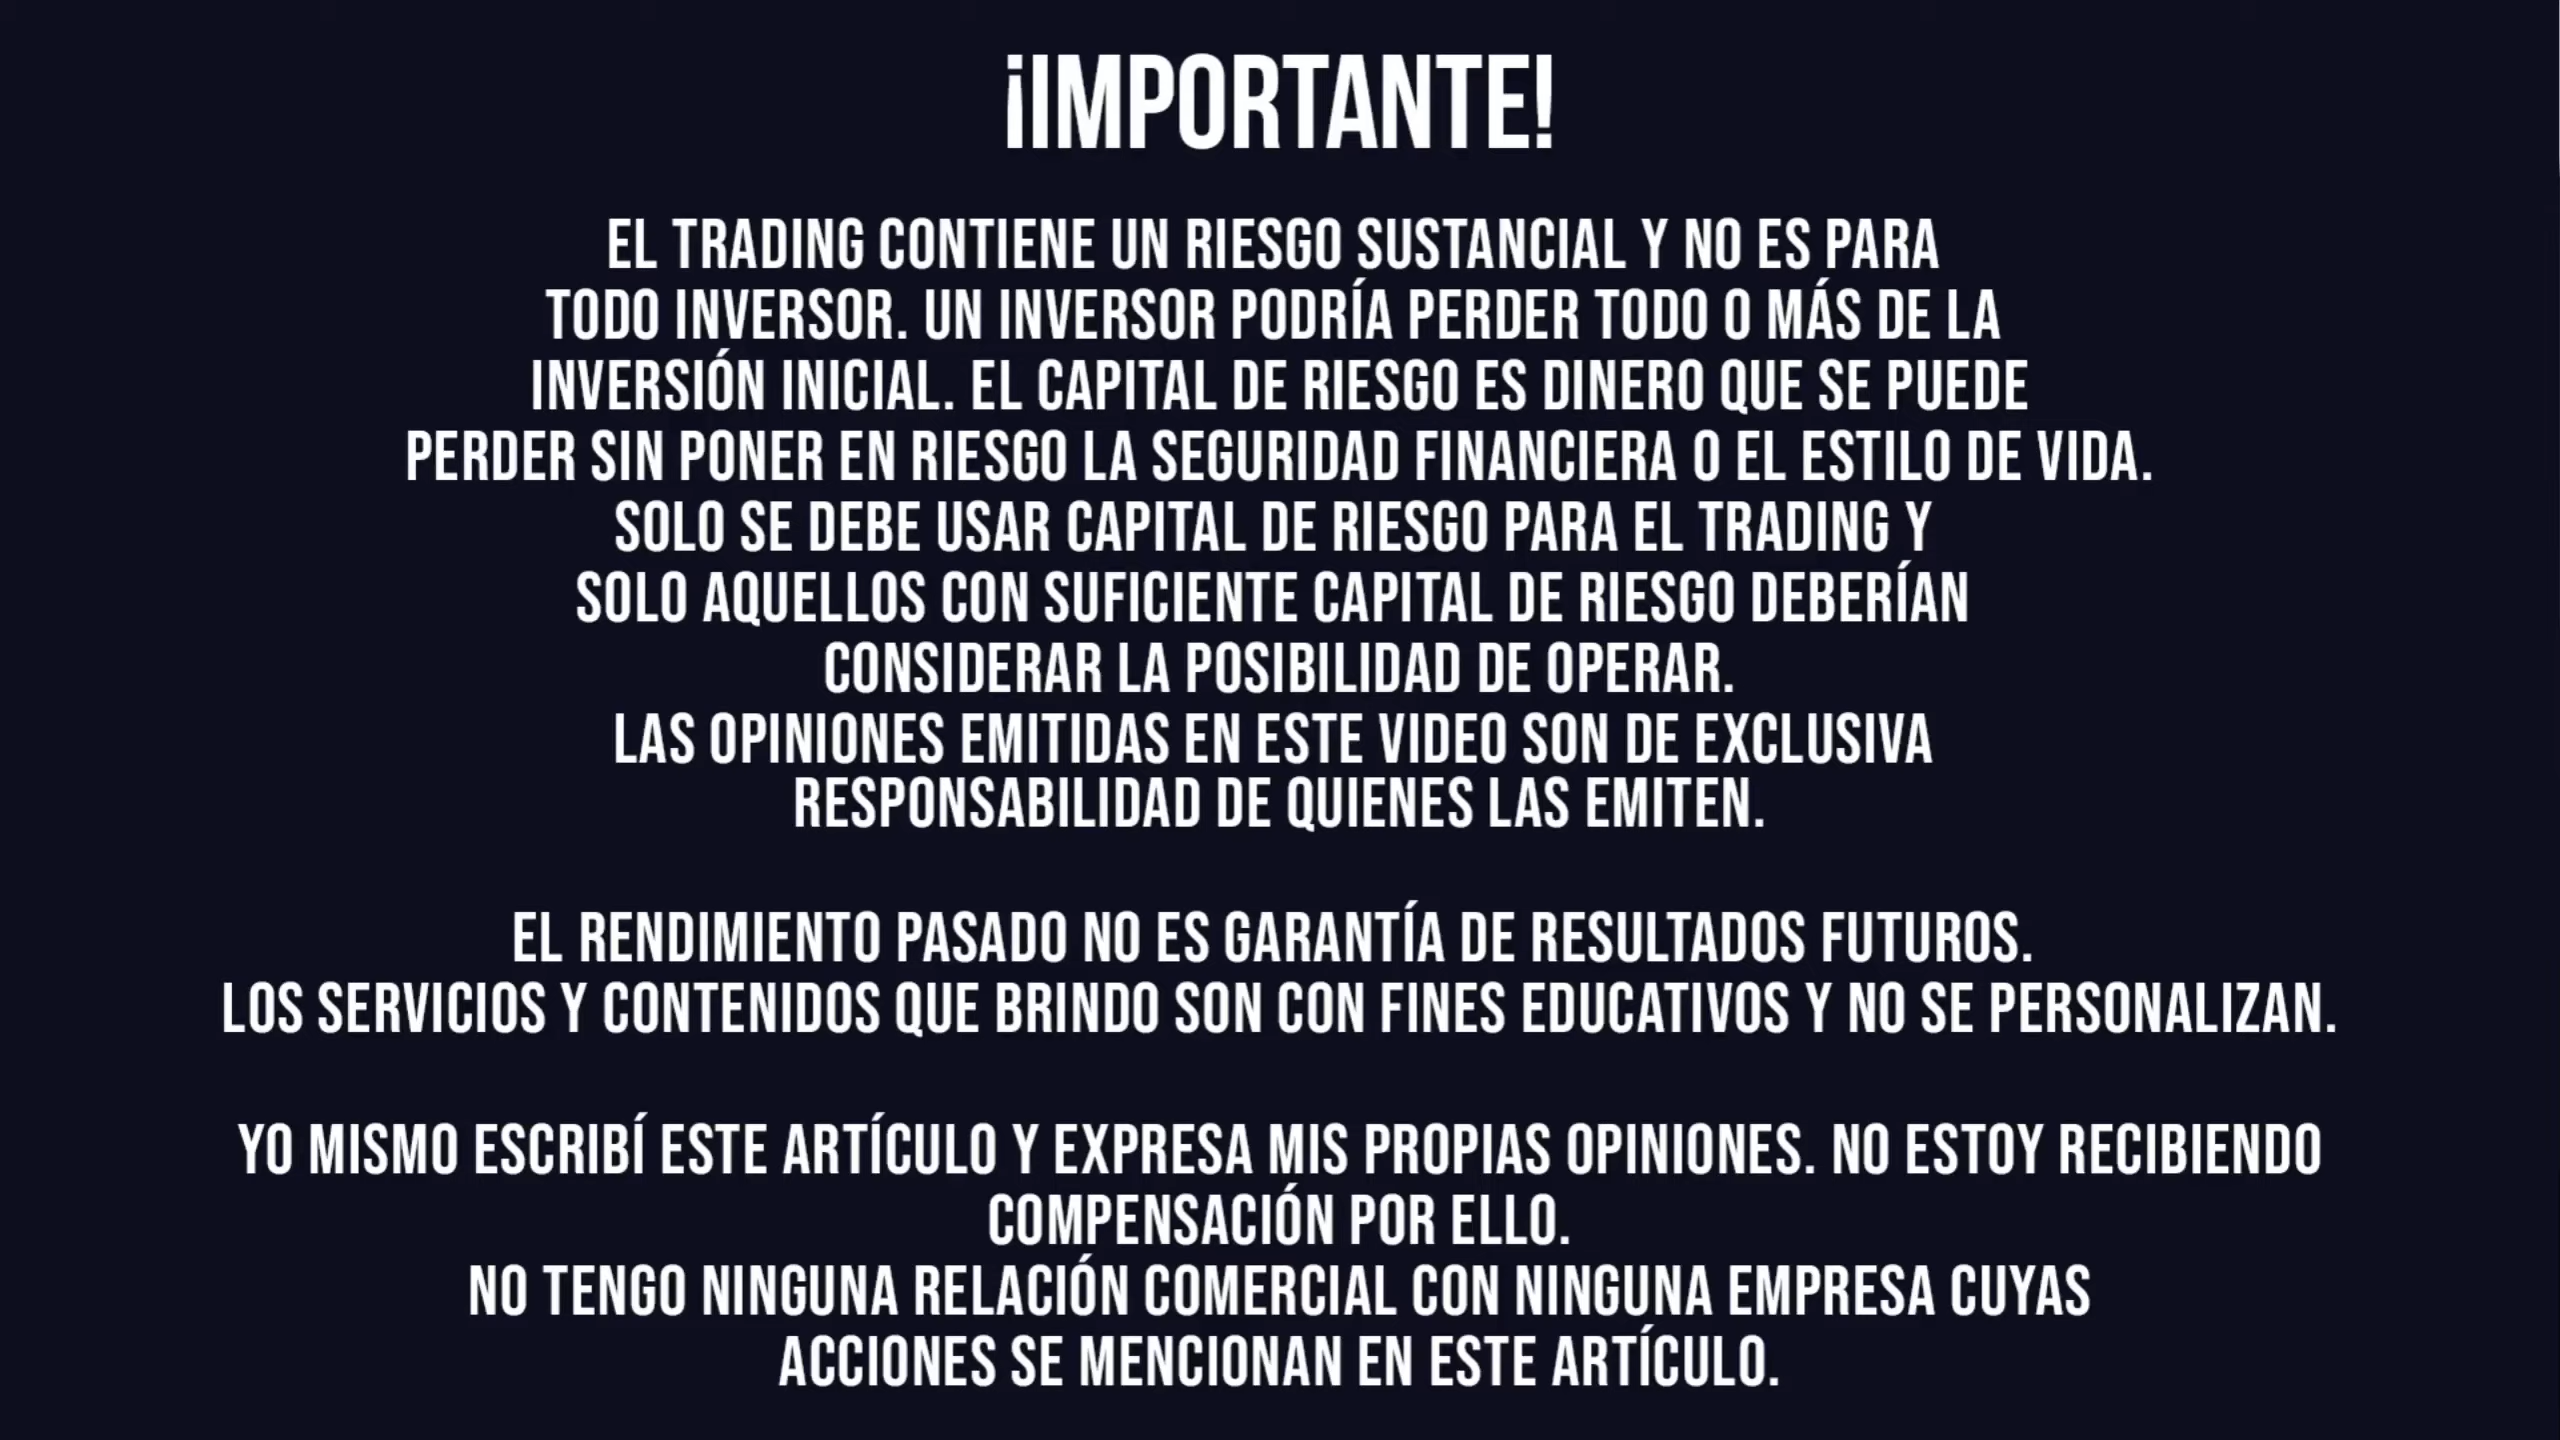 ¡IMPORTANTE!
EL TRADING CONTIENE UN RIESGO SUSTANCIAL Y NO ES PARA
TODO INVERSOR. UN INVERSOR PODRÍA PERDER TODO O MÁS DE LA
INVERSIÓN INICIAL. EL CAPITAL DE RIESGO ES DINERO QUE SE PUEDE
PERDER SIN PONER EN RIESGO LA SEGURIDAD FINANCIERA O EL ESTILO DE VIDA.
SOLO SE DEBE USAR CAPITAL DE RIESGO PARA EL TRADING Y
SOLO AQUELLOS CON SUFICIENTE CAPITAL DE RIESGO DEBERÍAN
CONSIDERAR LA POSIBILIDAD DE OPERAR.
LAS OPINIONES EMITIDAS EN ESTE VIDEO SON DE EXCLUSIVA
RESPONSABILIDAD DE QUIENES LAS EMITEN.
EL RENDIMIENTO PASADO NO ES GARANTÍA DE RESULTADOS FUTUROS.
LOS SERVICIOS Y CONTENIDOS QUE BRINDO SON CON FINES EDUCATIVOS Y NO SE PERSONALIZAN.
YO MISMO ESCRIBÍ ESTE ARTÍCULO Y EXPRESA MIS PROPIAS OPINIONES. NO ESTOY RECIBIENDO
COMPENSACIÓN POR ELLO.
NO TENGO NINGUNA RELACIÓN COMERCIAL CON NINGUNA EMPRESA CUYAS
ACCIONES SE MENCIONAN EN ESTE ARTÍCULO.